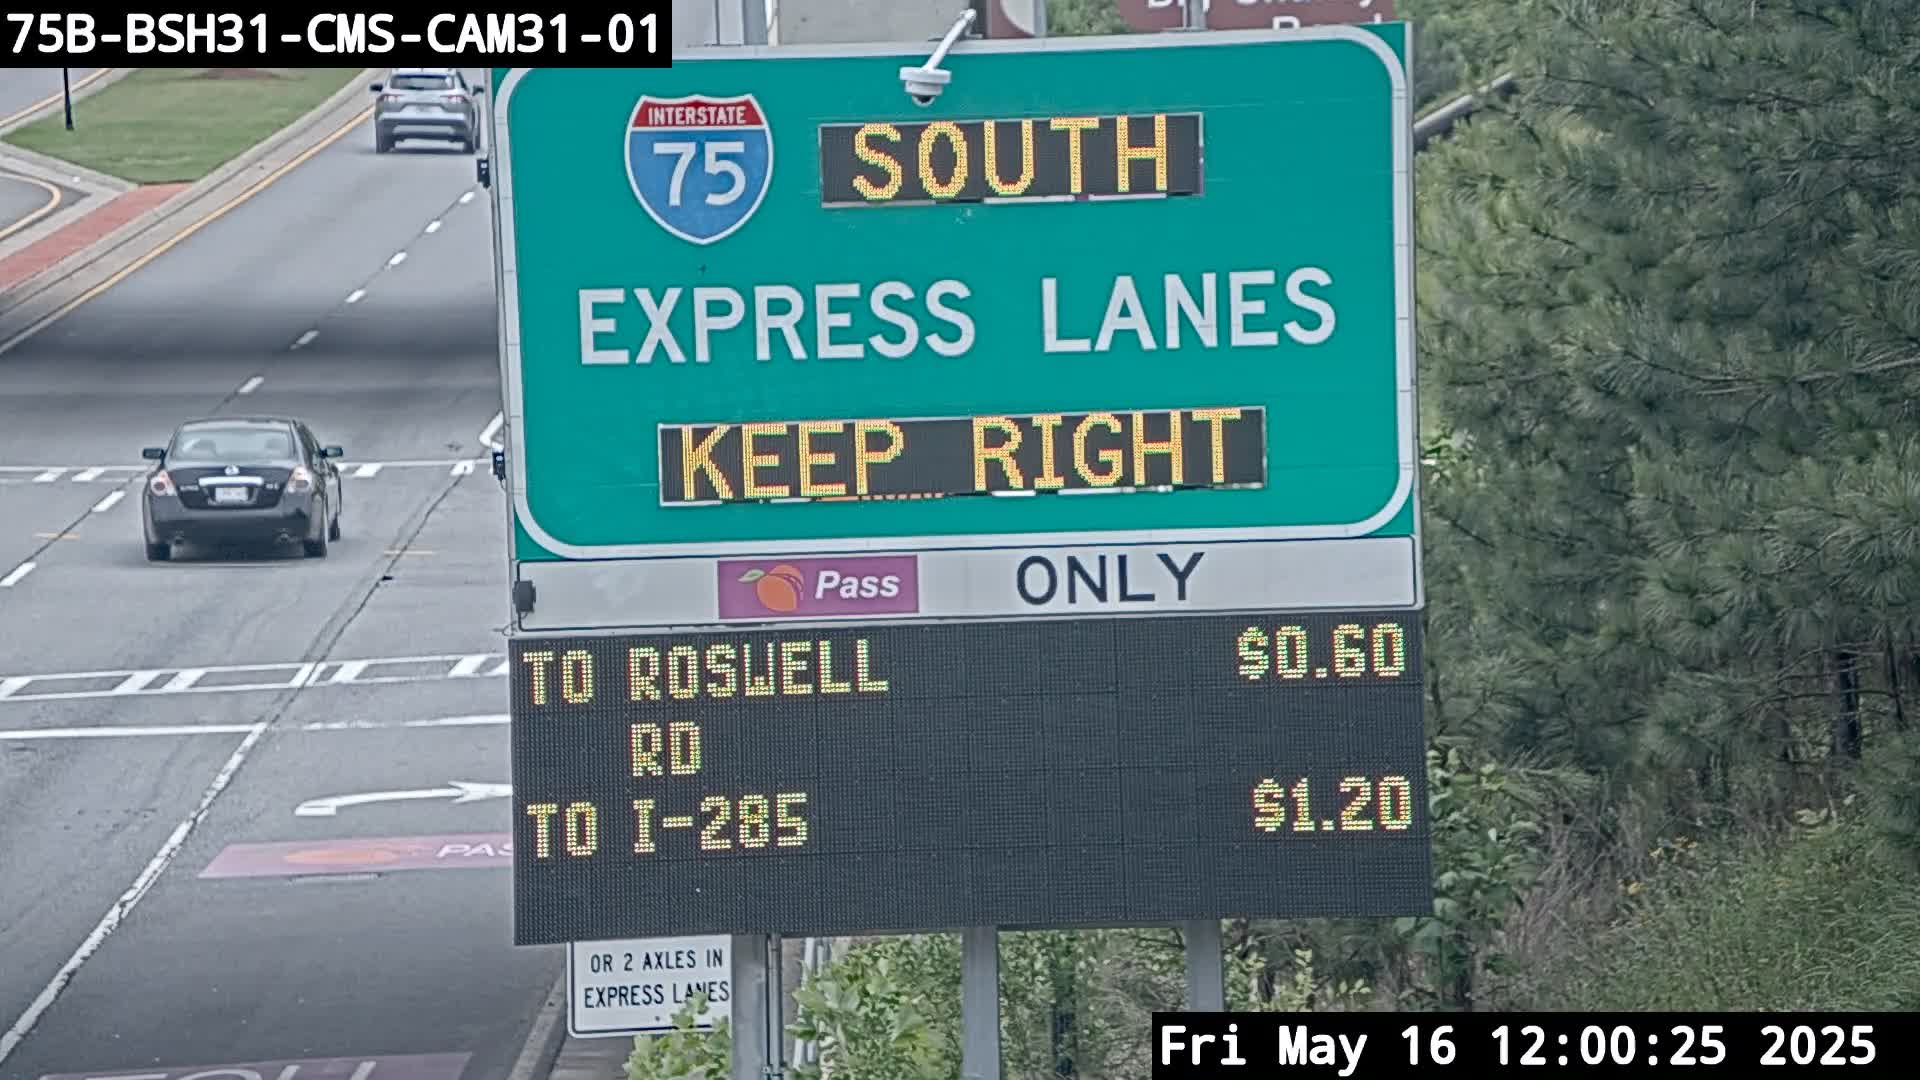 75B-BSH31-CMS-CAM31-01
INTERSTATE
75
SOUTH
EXPRESS LANES
KEEP RIGHT
Pass
ONLY
TO ROSWELL $0.60
RD
TO I-285 $1.20
OR 2 AXLES IN
EXPRESS LANES
Fri May 16 12:00:25 2025